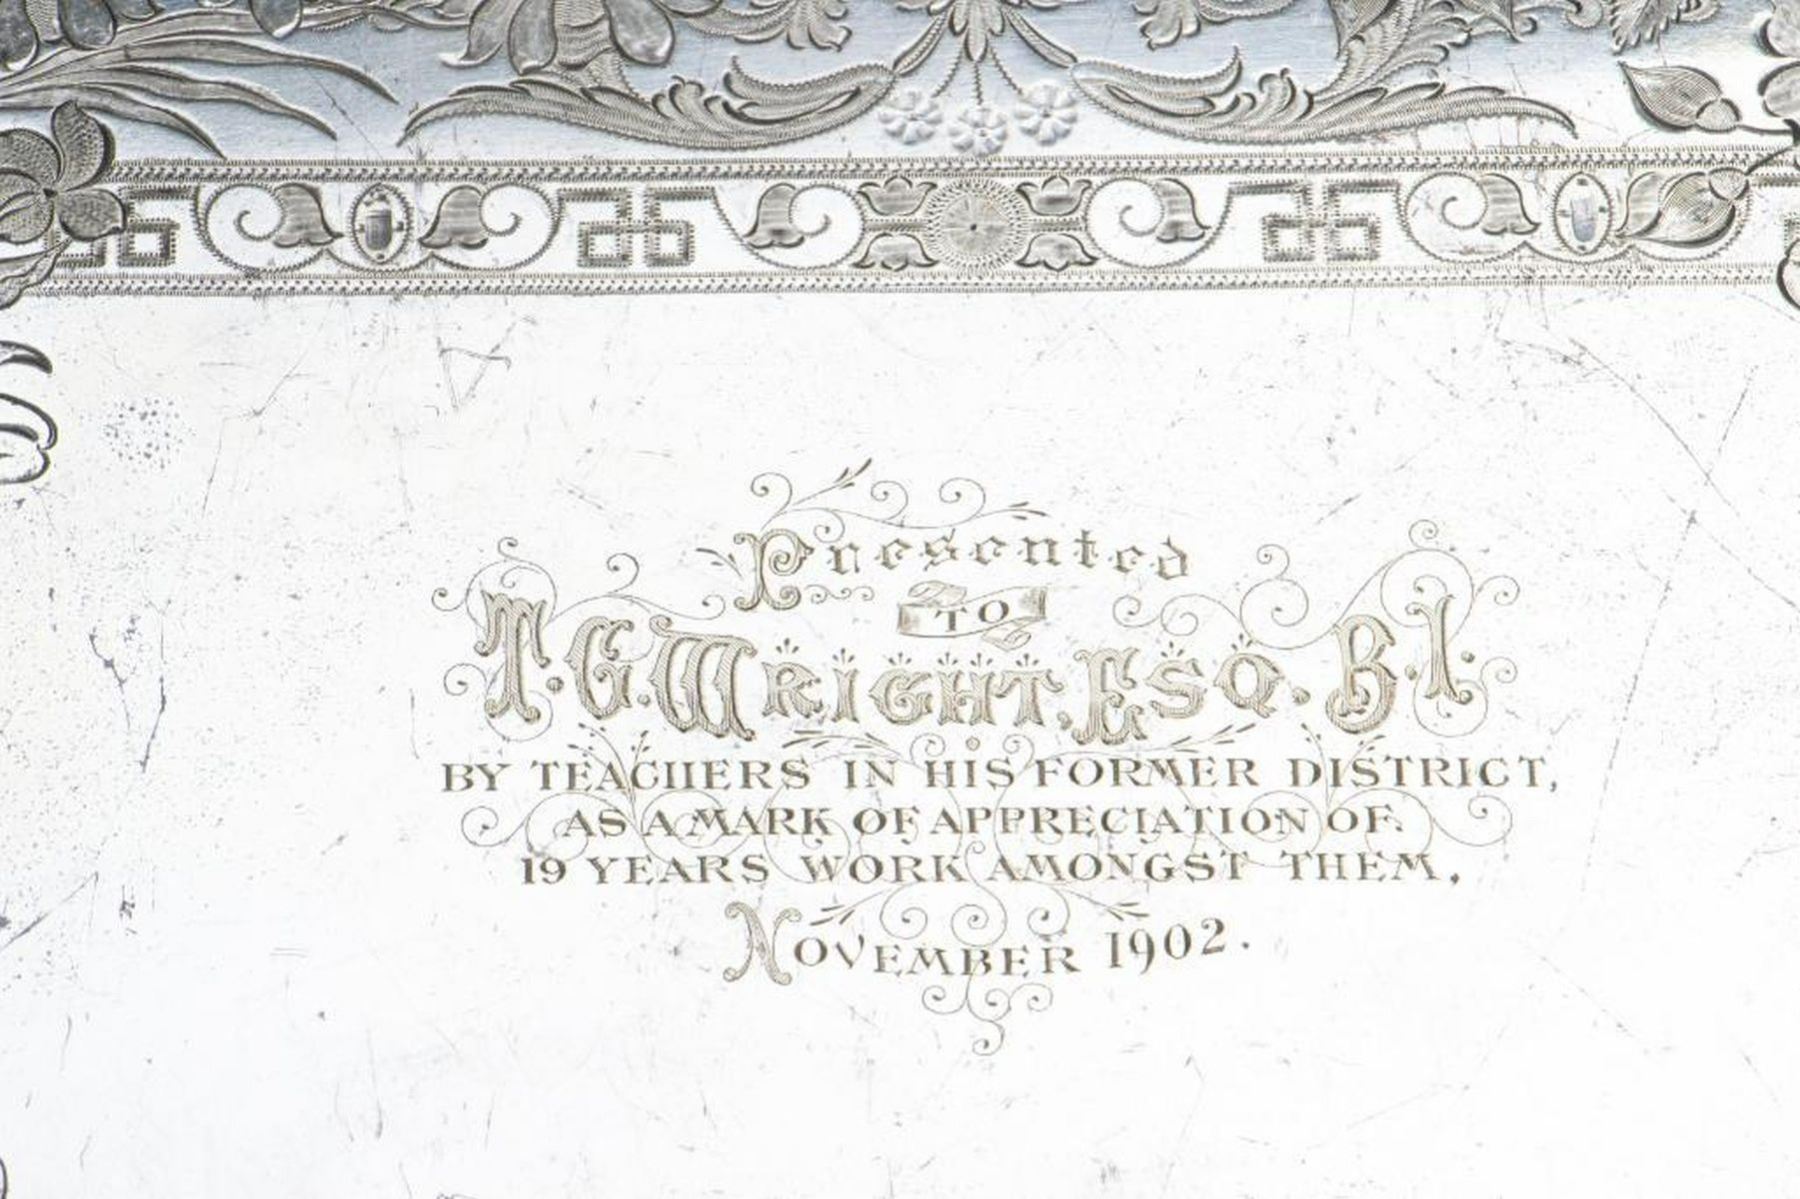 Presented
TO
T. G. WRIGHT, ESQ. B.I.
BY TEACHERS IN HIS FORMER DISTRICT,
AS A MARK OF APPRECIATION OF.
19 YEARS WORK AMONGST THEM,
NOVEMBER 1902.